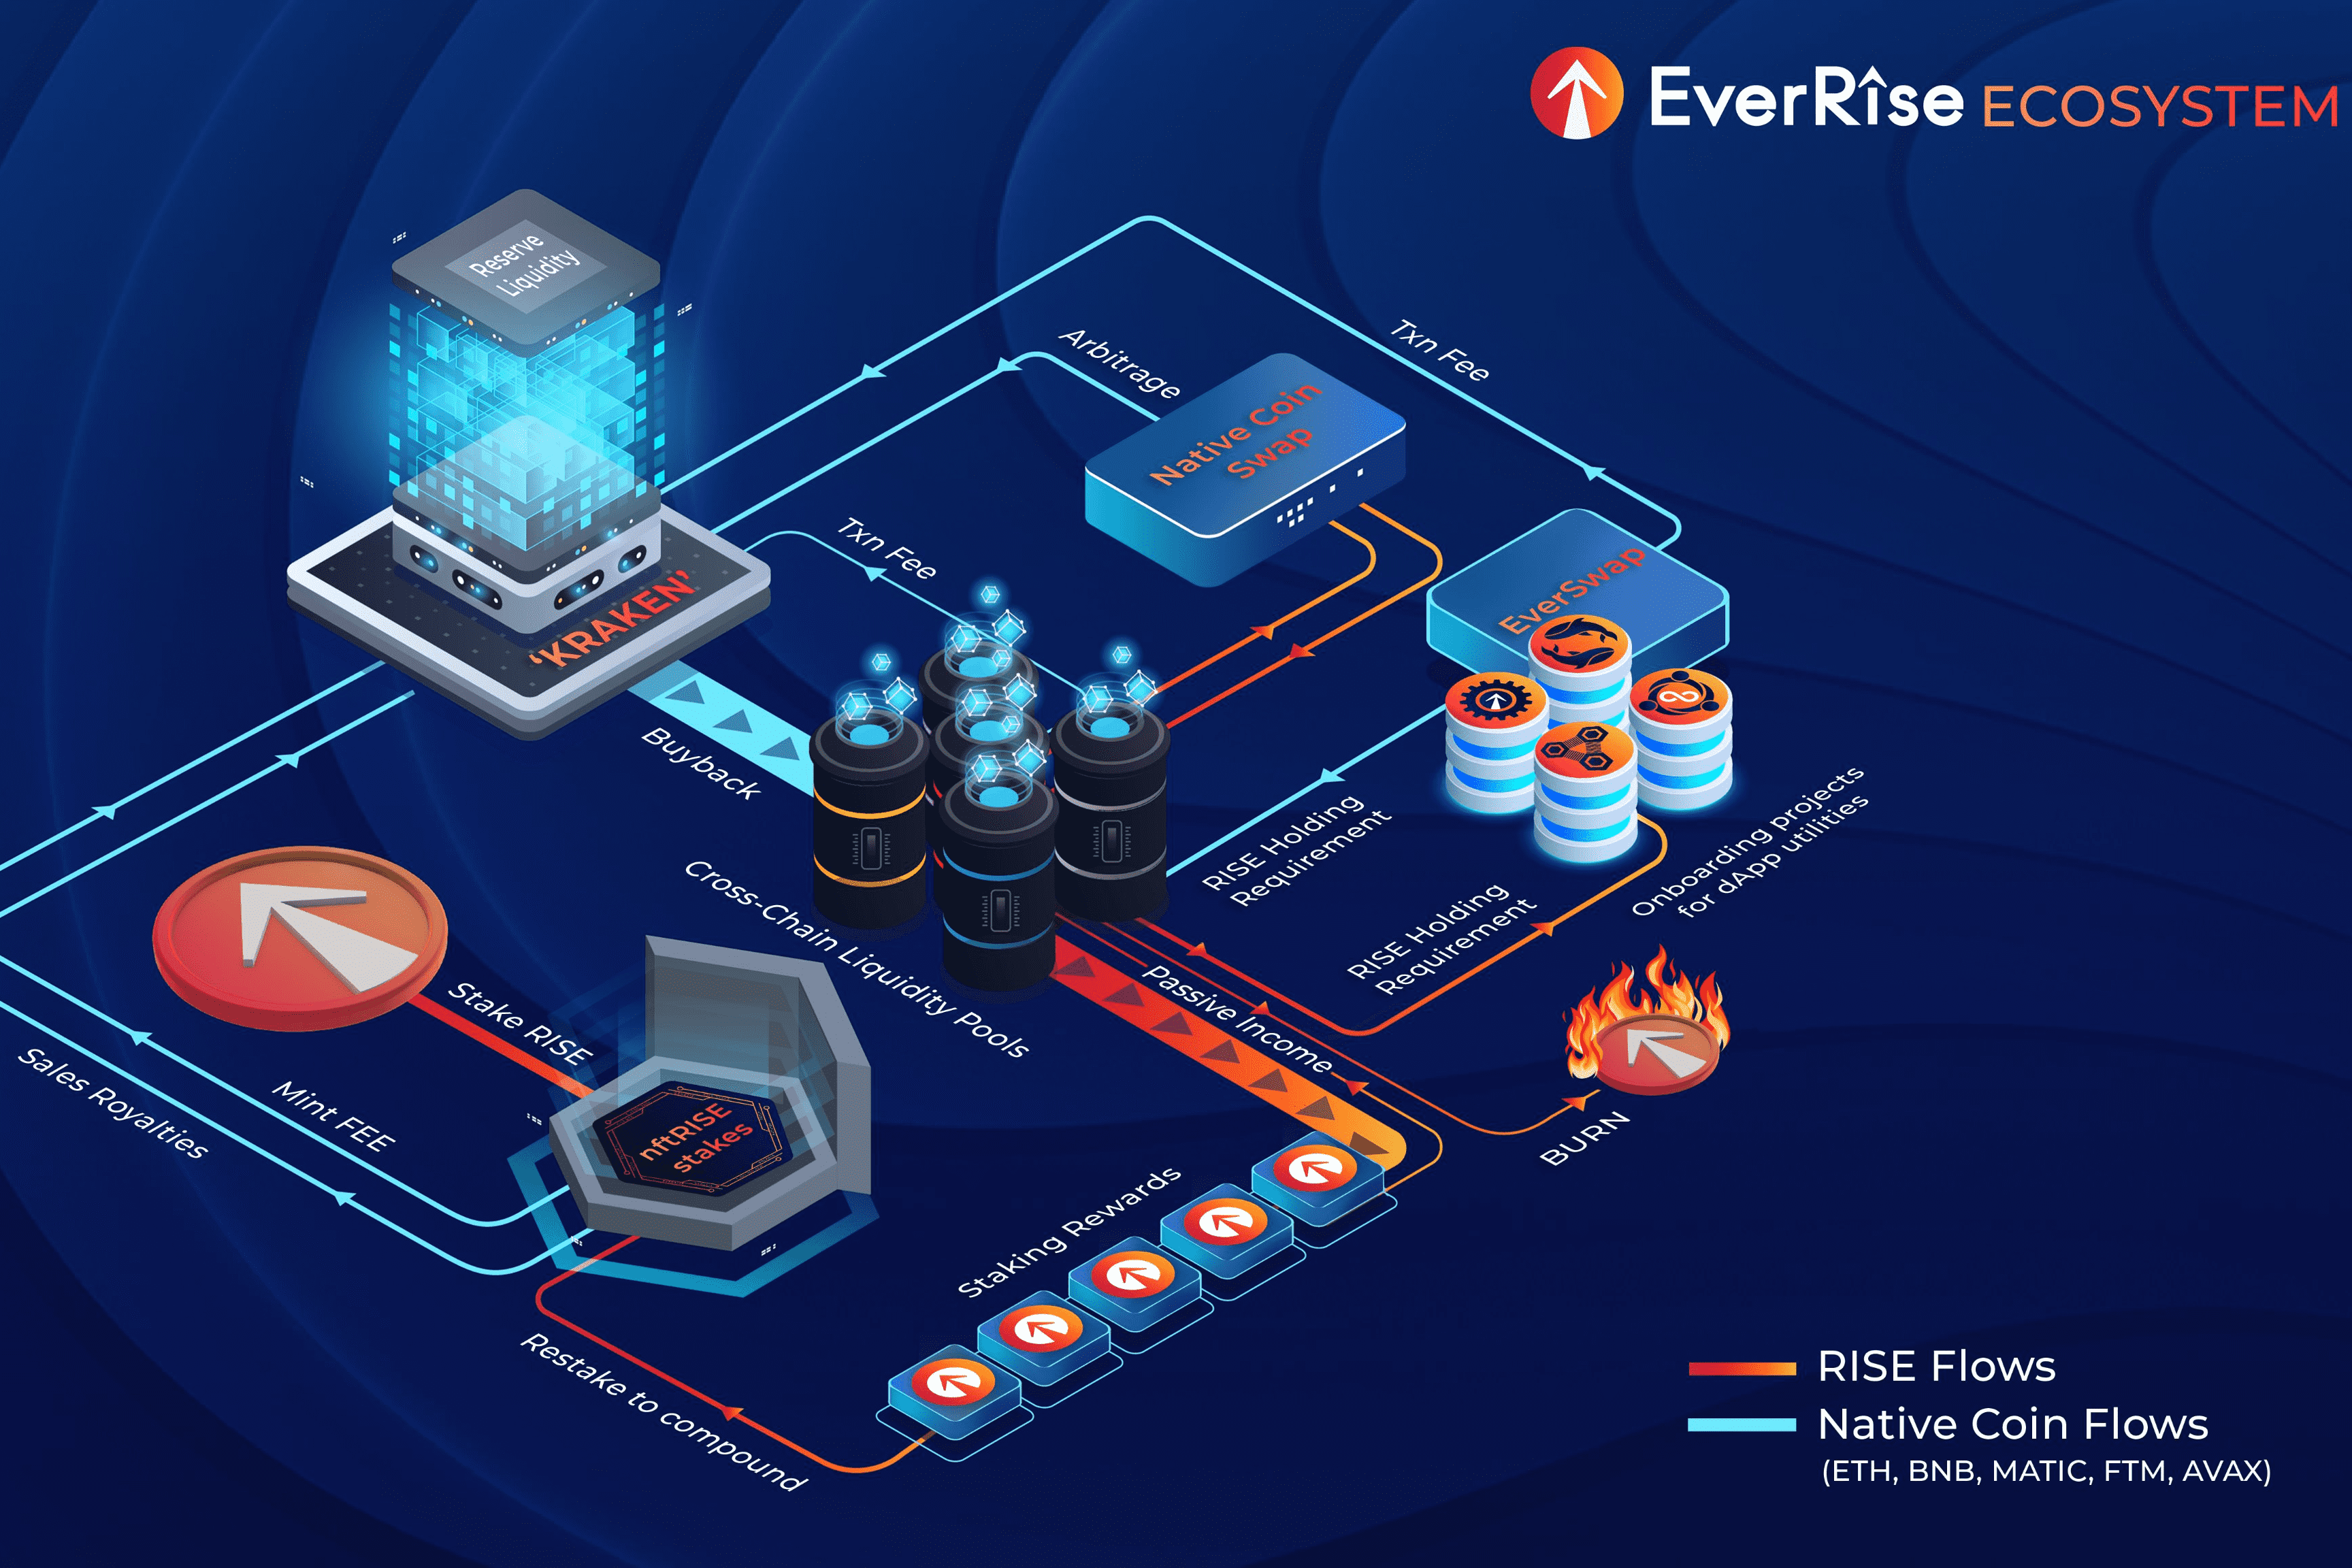 EverRîse ECOSYSTEM
Reserve
Liquidity
'KRAKEN'
Arbitrage
Txn Fee
Native Coin
Swap
Txn Fee
EverSwap
Buyback
RISE Holding
Requirement
Onboarding projects
for dApp utilities
Cross-Chain Liquidity Pools
RISE Holding
Requirement
Stake RISE
Passive Income
Sales Royalties
Mint FEE
nftRISE
stakes
BURN
Staking Rewards
Restake to compound
RISE Flows
Native Coin Flows
(ETH, BNB, MATIC, FTM, AVAX)